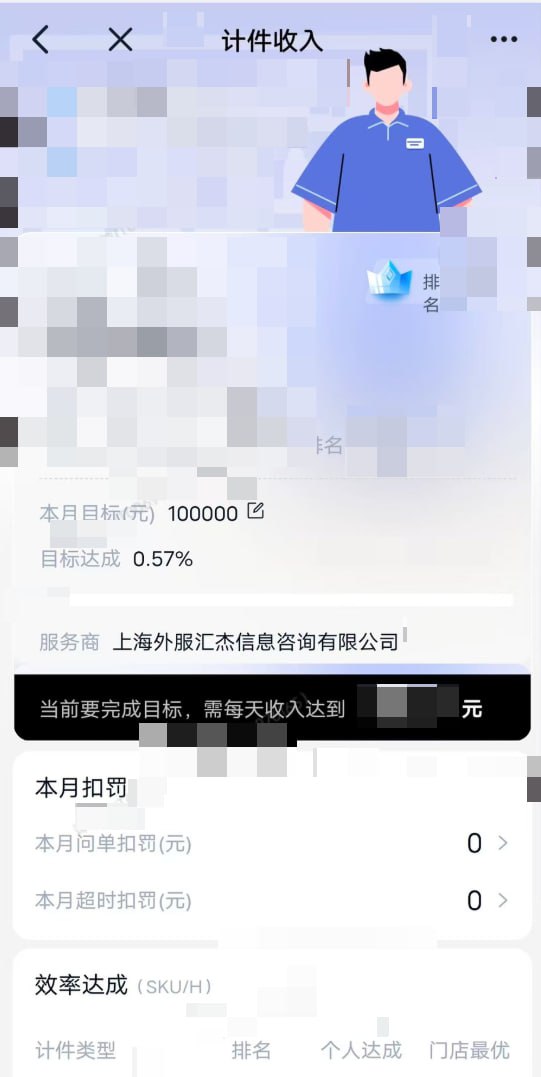 计件收入
排
名
排名
本月目标(元) 100000
目标达成 0.57%
服务商 上海外服汇杰信息咨询有限公司
当前要完成目标，需每天收入达到
元
本月扣罚
本月问单扣罚(元) 0
本月超时扣罚(元) 0
效率达成（SKU/H）
计件类型 排名 个人达成 门店最优